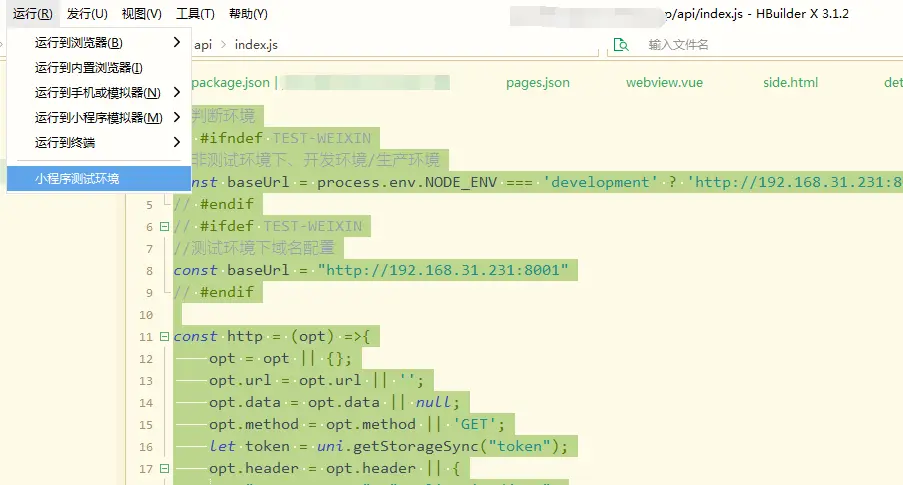 运行(R) 发行(U) 视图(V) 工具(T) 帮助(Y)
p/api/index.js - HBuilder X 3.1.2
运行到浏览器(B)
运行到内置浏览器(I)
运行到手机或模拟器(N)
运行到小程序模拟器(M)
运行到终端
小程序测试环境
api > index.js
输入文件名
package.json | pages.json webview.vue side.html det
判断环境
#ifndef TEST-WEIXIN
非测试环境下、开发环境/生产环境
nst baseUrl = process.env.NODE_ENV === 'development' ? 'http://192.168.31.231:8
5 // #endif
6 // #ifdef TEST-WEIXIN
7 //测试环境下域名配置
8 const baseUrl = "http://192.168.31.231:8001"
9 // #endif
10
11 const http = (opt) =>{
12 opt = opt || {};
13 opt.url = opt.url || '';
14 opt.data = opt.data || null;
15 opt.method = opt.method || 'GET';
16 let token = uni.getStorageSync("token");
17 opt.header = opt.header || {